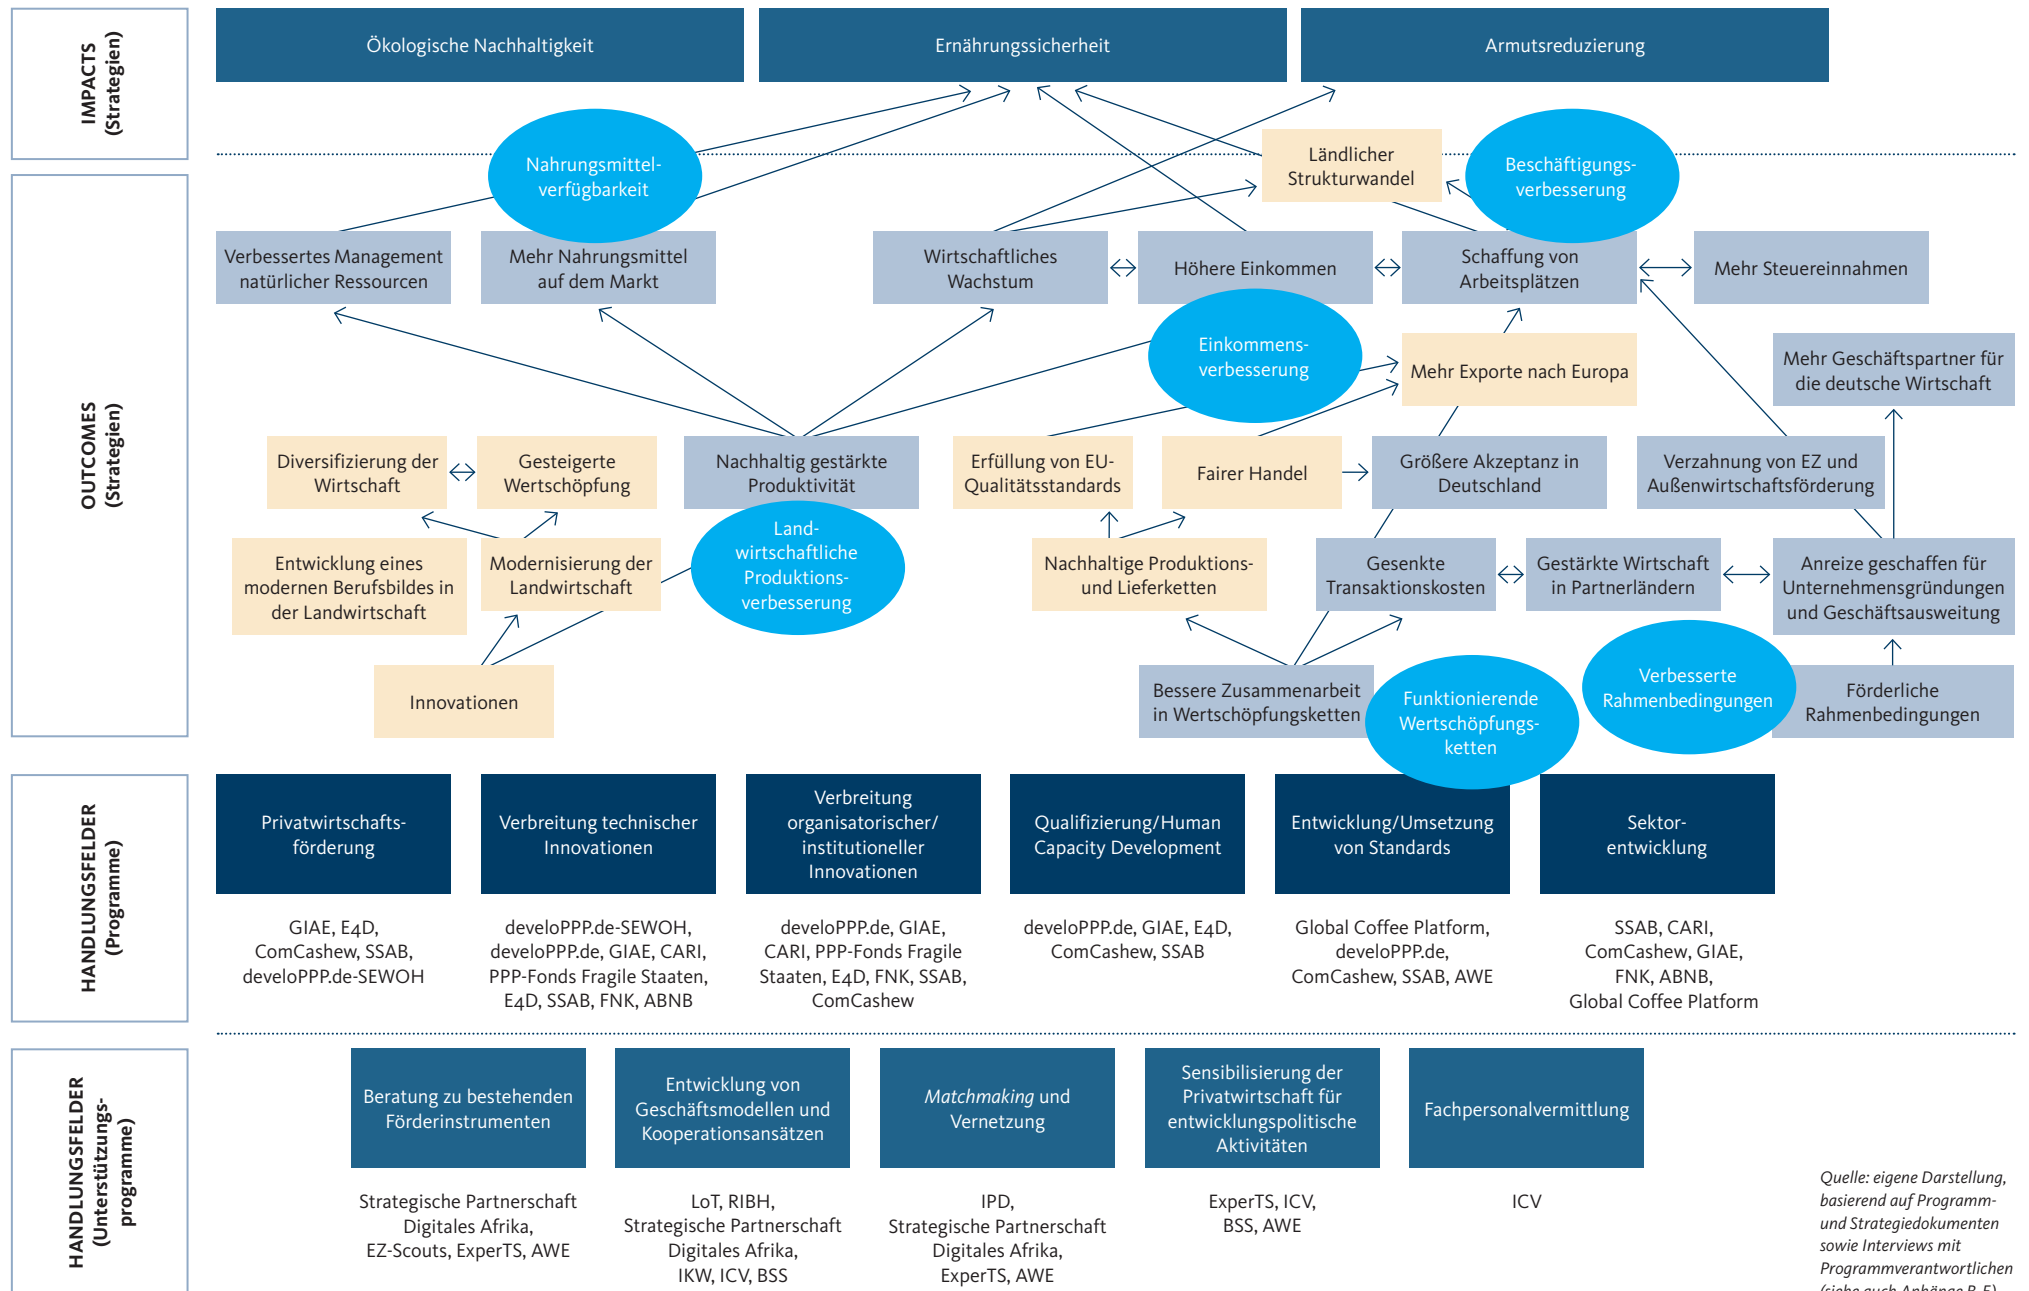 IMPACTS
(Strategien)
Ökologische Nachhaltigkeit
Ernährungssicherheit
Armutsreduzierung
Nahrungsmittel-
verfügbarkeit
Ländlicher
Strukturwandel
Beschäftigungs-
verbesserung
OUTCOMES
(Strategien)
Verbessertes Management
natürlicher Ressourcen
Mehr Nahrungsmittel
auf dem Markt
Wirtschaftliches
Wachstum
Höhere Einkommen
Schaffung von
Arbeitsplätzen
Mehr Steuereinnahmen
Einkommens-
verbesserung
Mehr Exporte nach Europa
Mehr Geschäftspartner für
die deutsche Wirtschaft
Diversifizierung der
Wirtschaft
Gesteigerte
Wertschöpfung
Nachhaltig gestärkte
Produktivität
Erfüllung von EU-
Qualitätsstandards
Fairer Handel
Größere Akzeptanz in
Deutschland
Verzahnung von EZ und
Außenwirtschaftsförderung
Entwicklung eines
modernen Berufsbildes in
der Landwirtschaft
Modernisierung der
Landwirtschaft
Land-
wirtschaftliche
Produktions-
verbesserung
Nachhaltige Produktions-
und Lieferketten
Gesenkte
Transaktionskosten
Gestärkte Wirtschaft
in Partnerländern
Anreize geschaffen für
Unternehmensgründungen
und Geschäftsausweitung
Innovationen
Bessere Zusammenarbeit
in Wertschöpfungsketten
Funktionierende
Wertschöpfungs-
ketten
Verbesserte
Rahmenbedingungen
Förderliche
Rahmenbedingungen
HANDLUNGSFELDER
(Programme)
Privatwirtschafts-
förderung
Verbreitung technischer
Innovationen
Verbreitung
organisatorischer/
institutioneller
Innovationen
Qualifizierung/Human
Capacity Development
Entwicklung/Umsetzung
von Standards
Sektor-
entwicklung
GIAE, E4D,
ComCashew, SSAB,
develoPPP.de-SEWOH
develoPPP.de-SEWOH,
develoPPP.de, GIAE, CARI,
PPP-Fonds Fragile Staaten,
E4D, SSAB, FNK, ABNB
develoPPP.de, GIAE,
CARI, PPP-Fonds Fragile
Staaten, E4D, FNK, SSAB,
ComCashew
develoPPP.de, GIAE, E4D,
ComCashew, SSAB
Global Coffee Platform,
develoPPP.de,
ComCashew, SSAB, AWE
SSAB, CARI,
ComCashew, GIAE,
FNK, ABNB,
Global Coffee Platform
HANDLUNGSFELDER
(Unterstützungs-
programme)
Beratung zu bestehenden
Förderinstrumenten
Entwicklung von
Geschäftsmodellen und
Kooperationsansätzen
Matchmaking und
Vernetzung
Sensibilisierung der
Privatwirtschaft für
entwicklungspolitische
Aktivitäten
Fachpersonalvermittlung
Strategische Partnerschaft
Digitales Afrika,
EZ-Scouts, ExperTS, AWE
LoT, RIBH,
Strategische Partnerschaft
Digitales Afrika,
IKW, ICV, BSS
IPD,
Strategische Partnerschaft
Digitales Afrika,
ExperTS, AWE
ExperTS, ICV,
BSS, AWE
ICV
Quelle: eigene Darstellung,
basierend auf Programm-
und Strategiedokumenten
sowie Interviews mit
Programmverantwortlichen
(siehe auch Anhänge B-E)